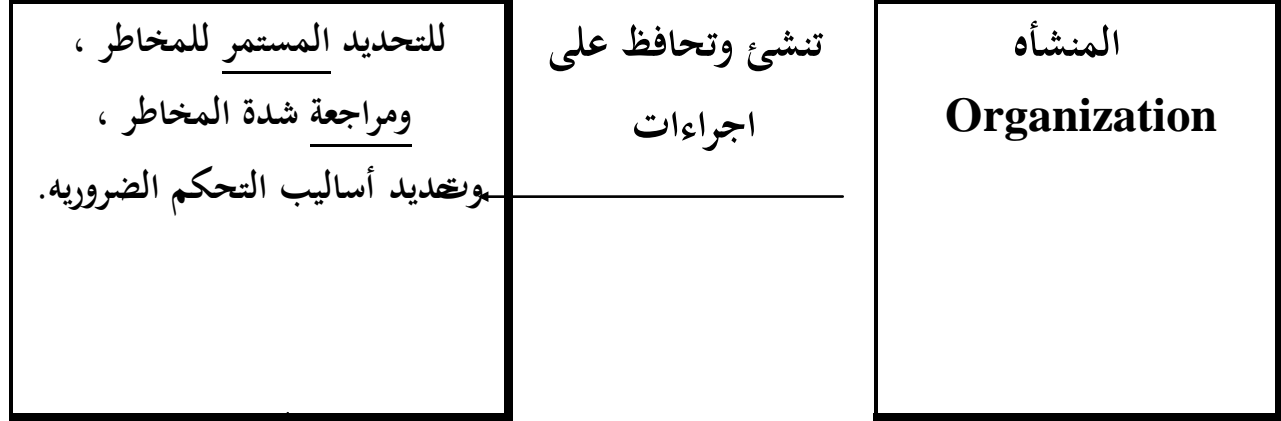 المنشأه
Organization
تنشئ وتحافظ على
اجراءات
للتحديد المستمر للمخاطر ،
ومراجعة شدة المخاطر ،
وتحديد أساليب التحكم الضروريه.